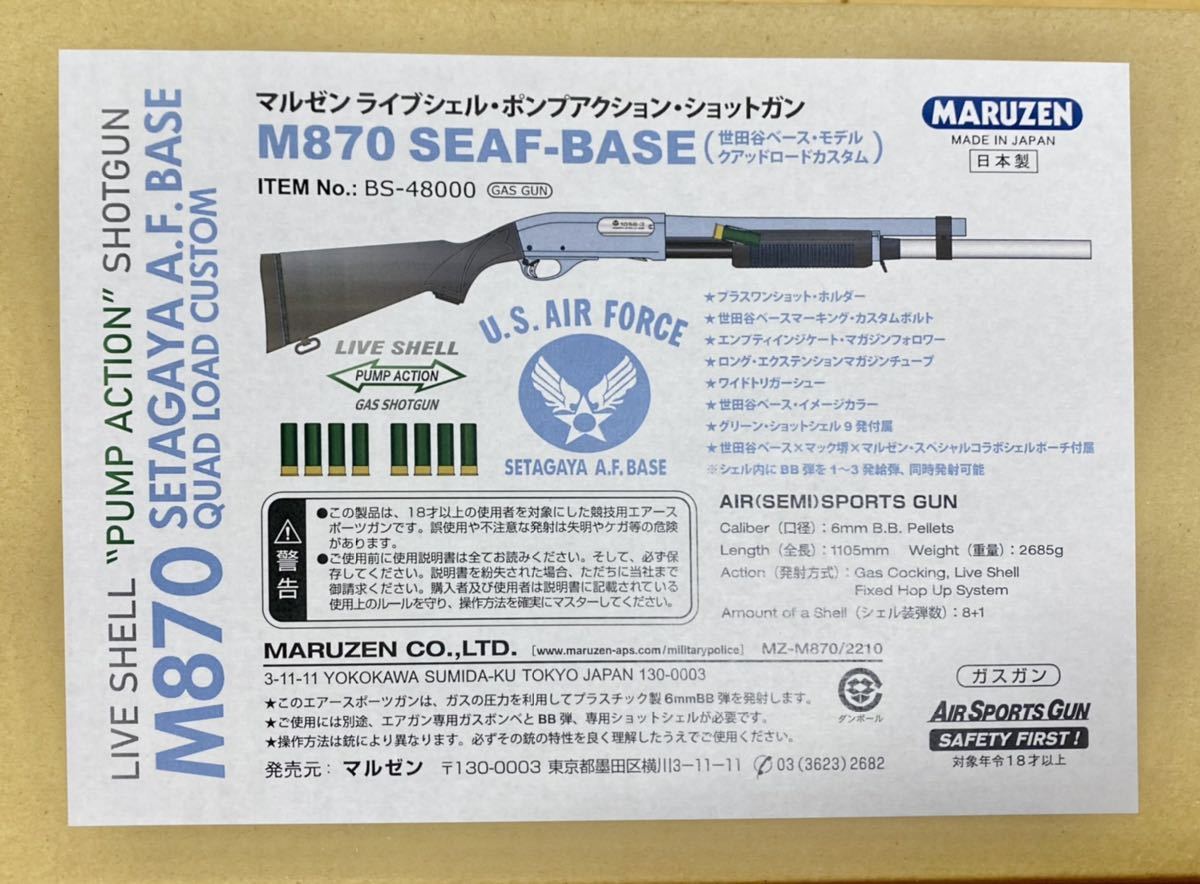 LIVE SHELL "PUMP ACTION" SHOTGUN
M870 SETAGAYA A.F. BASE
QUAD LOAD CUSTOM
マルゼン ライブシェル・ポンプアクション・ショットガン
M870 SEAF-BASE (世田谷ベース・モデル
クアッドロードカスタム)
ITEM No.: BS-48000 GAS GUN
MARUZEN
MADE IN JAPAN
日本製
LIVE SHELL
PUMP ACTION
GAS SHOTGUN
U.S. AIR FORCE
SETAGAYA A.F. BASE
★プラスワンショット・ホルダー
★世田谷ベースマーキング・カスタムボルト
★エンプティインジケート・マガジンフォロワー
★ロング・エクステンションマガジンチューブ
★ワイドトリガーシュー
★世田谷ベース・イメージカラー
★グリーン・ショットシェル9発付属
★世田谷ベース×マック堺×マルゼン・スペシャルコラボシェルポーチ付属
※シェル内にBB弾を1〜3発給弾、同時発射可能
警告
●この製品は、18才以上の使用者を対象にした競技用エアース
ポーツガンです。誤使用や不注意な発射は失明やケガ等の危険
があります。
●ご使用前に使用説明書は全てお読みください。そして、必ず保
存してください。説明書を紛失された場合、ただちに当社まで
御請求ください。購入者及び使用者は説明書に記載されている
使用上のルールを守り、操作方法を確実にマスターしてください。
AIR(SEMI)SPORTS GUN
Caliber(口径):6mm B.B. Pellets
Length(全長):1105mm Weight(重量):2685g
Action(発射方式):Gas Cocking, Live Shell
Fixed Hop Up System
Amount of a Shell(シェル装弾数):8+1
MARUZEN CO.,LTD. [www.maruzen-aps.com/militarypolice] MZ-M870/2210
3-11-11 YOKOKAWA SUMIDA-KU TOKYO JAPAN 130-0003
★このエアースポーツガンは、ガスの圧力を利用してプラスチック製6mmBB弾を発射します。
★ご使用には別途、エアガン専用ガスボンベとBB弾、専用ショットシェルが必要です。
★操作方法は銃により異なります。必ずその銃の特性を良く理解したうえでご使用ください。
発売元:マルゼン 〒130-0003 東京都墨田区横川3-11-11 03(3623)2682
ダンボール
ガスガン
AIR SPORTS GUN
SAFETY FIRST!
対象年令18才以上